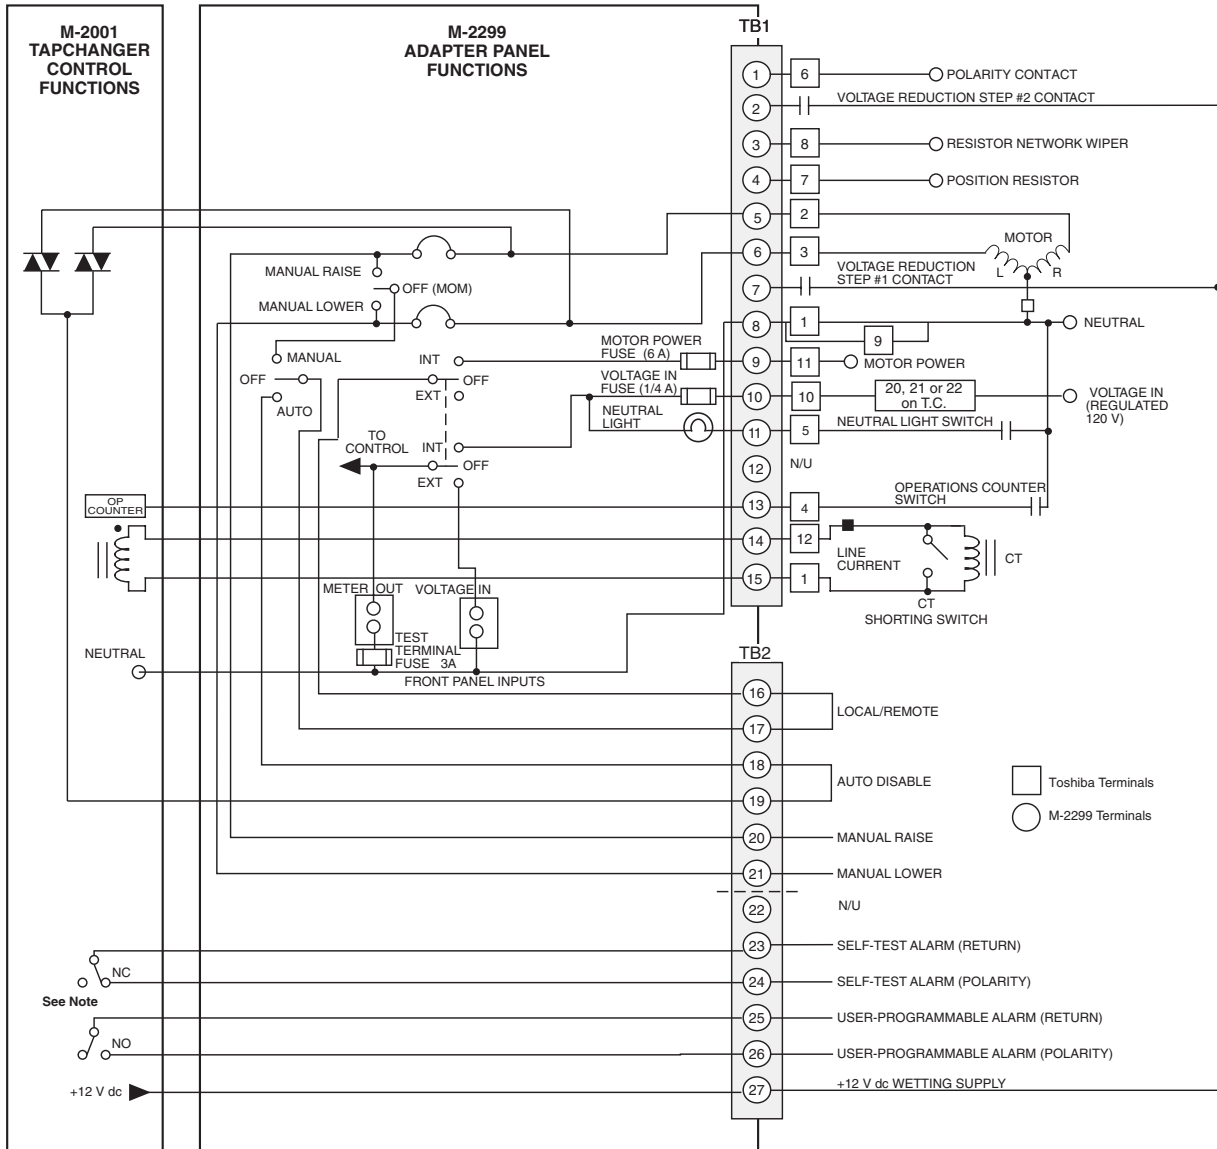 M-2001
TAPCHANGER
CONTROL
FUNCTIONS
M-2299
ADAPTER PANEL
FUNCTIONS
TB1
1 6 POLARITY CONTACT
2 VOLTAGE REDUCTION STEP #2 CONTACT
3 8 RESISTOR NETWORK WIPER
4 7 POSITION RESISTOR
5 2
MOTOR
L R
6 3
VOLTAGE REDUCTION
STEP #1 CONTACT
7
MANUAL RAISE
OFF (MOM)
MANUAL LOWER
8 1 NEUTRAL
9
MANUAL
OFF
AUTO
INT
OFF
EXT
MOTOR POWER
FUSE (6 A)
9 11 MOTOR POWER
VOLTAGE IN
FUSE (1/4 A)
10 10
20, 21 or 22
on T.C.
VOLTAGE IN
(REGULATED
120 V)
NEUTRAL
LIGHT
11 5 NEUTRAL LIGHT SWITCH
TO
CONTROL
INT
OFF
EXT
12 N/U
OP
COUNTER
13 4
OPERATIONS COUNTER
SWITCH
14 12
LINE
CURRENT
CT
15 1
CT
SHORTING SWITCH
METER OUT
VOLTAGE IN
TEST
TERMINAL
FUSE 3A
NEUTRAL
FRONT PANEL INPUTS
TB2
16
LOCAL/REMOTE
17
18
AUTO DISABLE
19
Toshiba Terminals
M-2299 Terminals
20 MANUAL RAISE
21 MANUAL LOWER
22 N/U
23 SELF-TEST ALARM (RETURN)
NC
24 SELF-TEST ALARM (POLARITY)
See Note
25 USER-PROGRAMMABLE ALARM (RETURN)
NO
26 USER-PROGRAMMABLE ALARM (POLARITY)
+12 V dc
27 +12 V dc WETTING SUPPLY